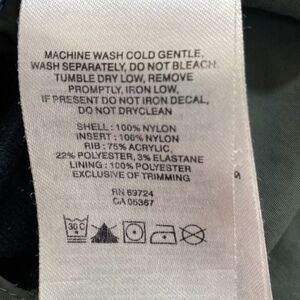 MACHINE WASH COLD GENTLE.
WASH SEPARATELY, DO NOT BLEACH.
TUMBLE DRY LOW, REMOVE
PROMPTLY, IRON LOW,
IF PRESENT DO NOT IRON DECAL,
DO NOT DRYCLEAN
SHELL : 100% NYLON
INSERT : 100% NYLON
RIB : 75% ACRYLIC,
22% POLYESTER, 3% ELASTANE
LINING : 100% POLYESTER
EXCLUSIVE OF TRIMMING
RN 69724
CA 05367
30 C